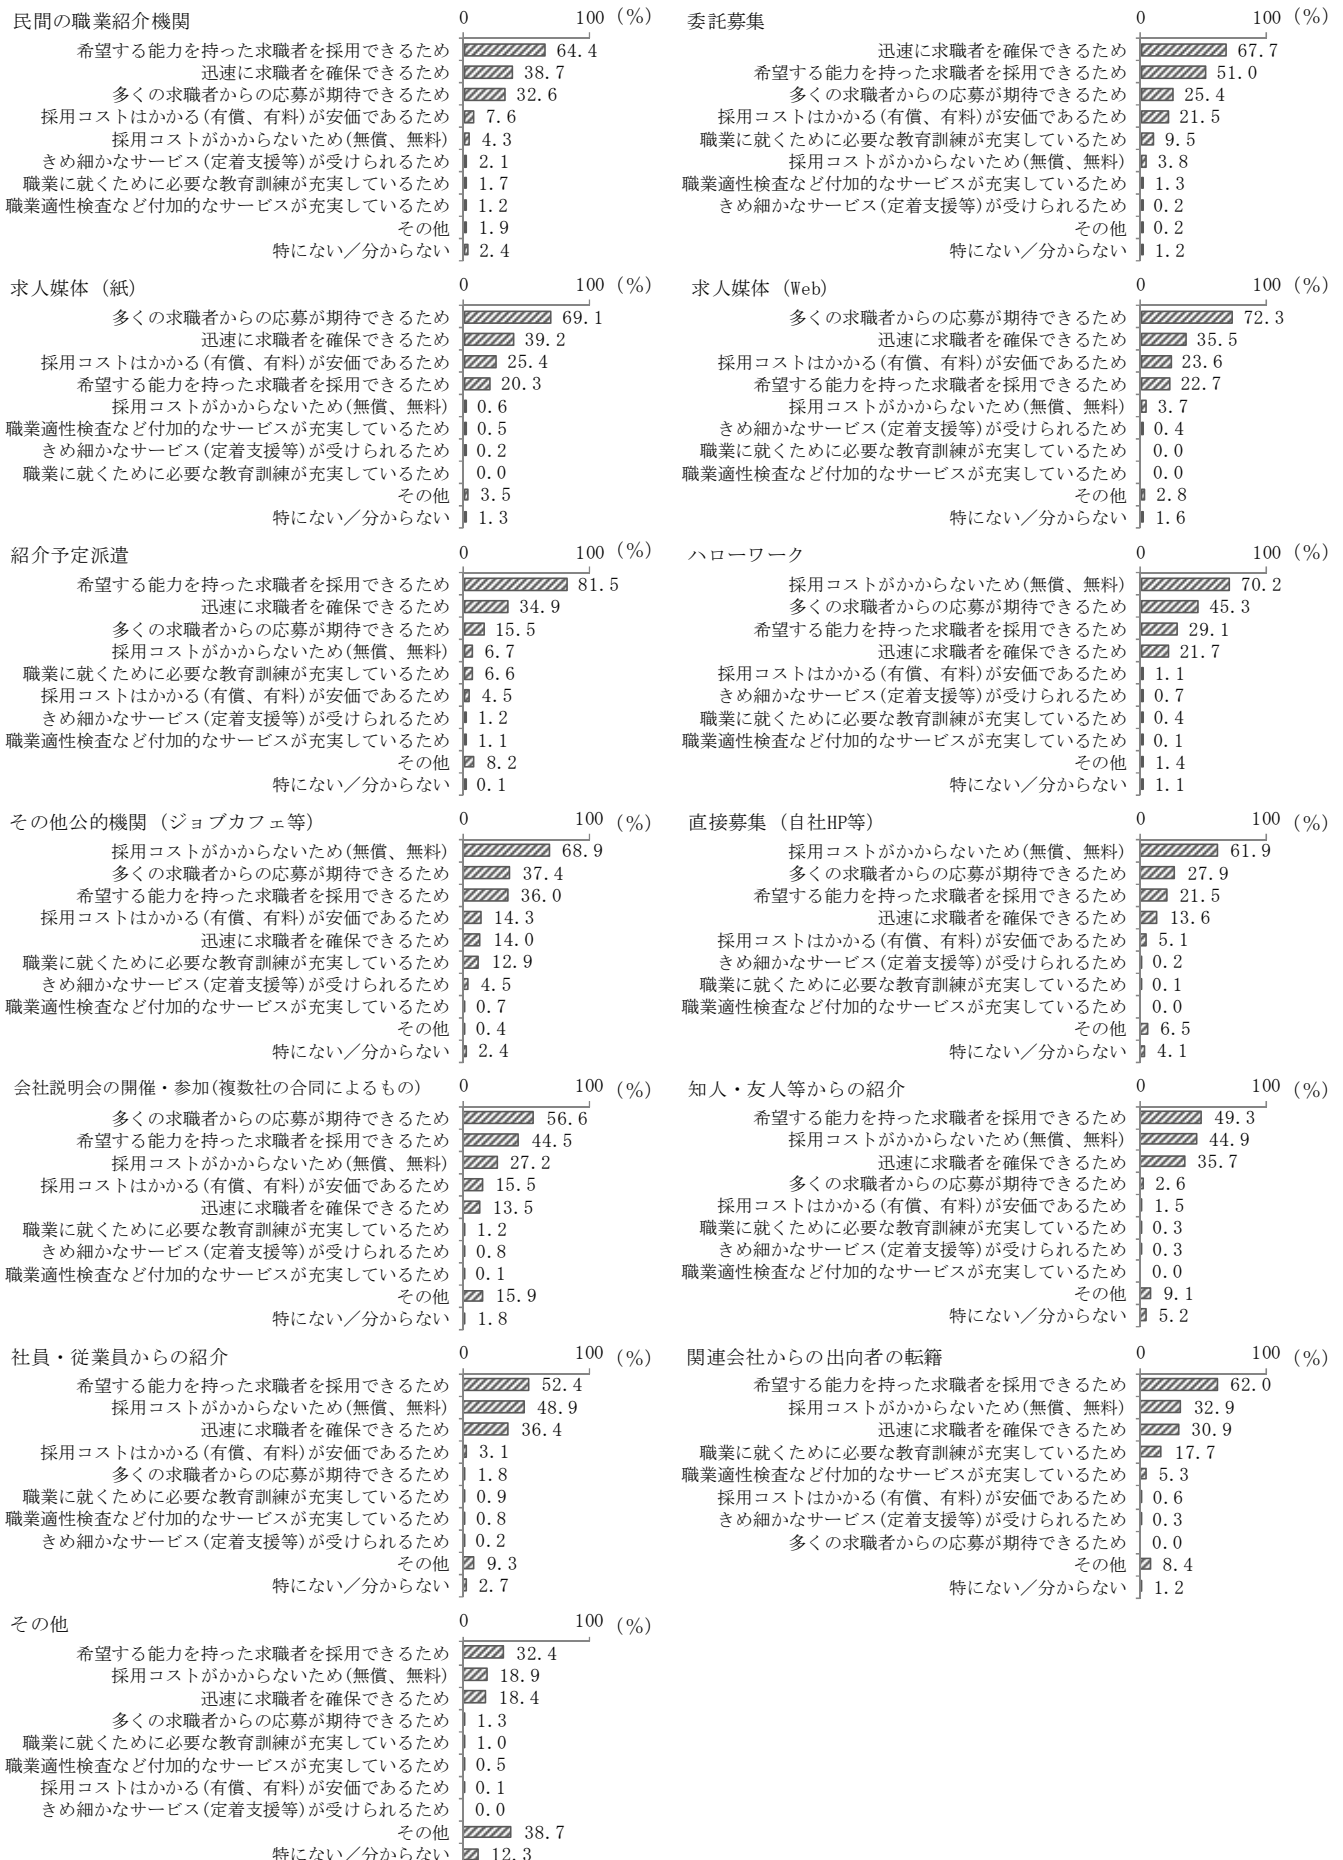 民間の職業紹介機関
0 100 (%)
希望する能力を持った求職者を採用できるため 64.4
迅速に求職者を確保できるため 38.7
多くの求職者からの応募が期待できるため 32.6
採用コストはかかる(有償、有料)が安価であるため 7.6
採用コストがかからないため(無償、無料) 4.3
きめ細かなサービス(定着支援等)が受けられるため 2.1
職業に就くために必要な教育訓練が充実しているため 1.7
職業適性検査など付加的なサービスが充実しているため 1.2
その他 1.9
特にない／分からない 2.4
委託募集
0 100 (%)
迅速に求職者を確保できるため 67.7
希望する能力を持った求職者を採用できるため 51.0
多くの求職者からの応募が期待できるため 25.4
採用コストはかかる(有償、有料)が安価であるため 21.5
職業に就くために必要な教育訓練が充実しているため 9.5
採用コストがかからないため(無償、無料) 3.8
職業適性検査など付加的なサービスが充実しているため 1.3
きめ細かなサービス(定着支援等)が受けられるため 0.2
その他 0.2
特にない／分からない 1.2
求人媒体（紙）
0 100 (%)
多くの求職者からの応募が期待できるため 69.1
迅速に求職者を確保できるため 39.2
採用コストはかかる(有償、有料)が安価であるため 25.4
希望する能力を持った求職者を採用できるため 20.3
採用コストがかからないため(無償、無料) 0.6
職業適性検査など付加的なサービスが充実しているため 0.5
きめ細かなサービス(定着支援等)が受けられるため 0.2
職業に就くために必要な教育訓練が充実しているため 0.0
その他 3.5
特にない／分からない 1.3
求人媒体（Web）
0 100 (%)
多くの求職者からの応募が期待できるため 72.3
迅速に求職者を確保できるため 35.5
採用コストはかかる(有償、有料)が安価であるため 23.6
希望する能力を持った求職者を採用できるため 22.7
採用コストがかからないため(無償、無料) 3.7
きめ細かなサービス(定着支援等)が受けられるため 0.4
職業に就くために必要な教育訓練が充実しているため 0.0
職業適性検査など付加的なサービスが充実しているため 0.0
その他 2.8
特にない／分からない 1.6
紹介予定派遣
0 100 (%)
希望する能力を持った求職者を採用できるため 81.5
迅速に求職者を確保できるため 34.9
多くの求職者からの応募が期待できるため 15.5
採用コストがかからないため(無償、無料) 6.7
職業に就くために必要な教育訓練が充実しているため 6.6
採用コストはかかる(有償、有料)が安価であるため 4.5
きめ細かなサービス(定着支援等)が受けられるため 1.2
職業適性検査など付加的なサービスが充実しているため 1.1
その他 8.2
特にない／分からない 0.1
ハローワーク
0 100 (%)
採用コストがかからないため(無償、無料) 70.2
多くの求職者からの応募が期待できるため 45.3
希望する能力を持った求職者を採用できるため 29.1
迅速に求職者を確保できるため 21.7
採用コストはかかる(有償、有料)が安価であるため 1.1
きめ細かなサービス(定着支援等)が受けられるため 0.7
職業に就くために必要な教育訓練が充実しているため 0.4
職業適性検査など付加的なサービスが充実しているため 0.1
その他 1.4
特にない／分からない 1.1
その他公的機関（ジョブカフェ等）
0 100 (%)
採用コストがかからないため(無償、無料) 68.9
多くの求職者からの応募が期待できるため 37.4
希望する能力を持った求職者を採用できるため 36.0
採用コストはかかる(有償、有料)が安価であるため 14.3
迅速に求職者を確保できるため 14.0
職業に就くために必要な教育訓練が充実しているため 12.9
きめ細かなサービス(定着支援等)が受けられるため 4.5
職業適性検査など付加的なサービスが充実しているため 0.7
その他 0.4
特にない／分からない 2.4
直接募集（自社HP等）
0 100 (%)
採用コストがかからないため(無償、無料) 61.9
多くの求職者からの応募が期待できるため 27.9
希望する能力を持った求職者を採用できるため 21.5
迅速に求職者を確保できるため 13.6
採用コストはかかる(有償、有料)が安価であるため 5.1
きめ細かなサービス(定着支援等)が受けられるため 0.2
職業に就くために必要な教育訓練が充実しているため 0.1
職業適性検査など付加的なサービスが充実しているため 0.0
その他 6.5
特にない／分からない 4.1
会社説明会の開催・参加(複数社の合同によるもの)
0 100 (%)
多くの求職者からの応募が期待できるため 56.6
希望する能力を持った求職者を採用できるため 44.5
採用コストがかからないため(無償、無料) 27.2
採用コストはかかる(有償、有料)が安価であるため 15.5
迅速に求職者を確保できるため 13.5
職業に就くために必要な教育訓練が充実しているため 1.2
きめ細かなサービス(定着支援等)が受けられるため 0.8
職業適性検査など付加的なサービスが充実しているため 0.1
その他 15.9
特にない／分からない 1.8
知人・友人等からの紹介
0 100 (%)
希望する能力を持った求職者を採用できるため 49.3
採用コストがかからないため(無償、無料) 44.9
迅速に求職者を確保できるため 35.7
多くの求職者からの応募が期待できるため 2.6
採用コストはかかる(有償、有料)が安価であるため 1.5
職業に就くために必要な教育訓練が充実しているため 0.3
きめ細かなサービス(定着支援等)が受けられるため 0.3
職業適性検査など付加的なサービスが充実しているため 0.0
その他 9.1
特にない／分からない 5.2
社員・従業員からの紹介
0 100 (%)
希望する能力を持った求職者を採用できるため 52.4
採用コストがかからないため(無償、無料) 48.9
迅速に求職者を確保できるため 36.4
採用コストはかかる(有償、有料)が安価であるため 3.1
多くの求職者からの応募が期待できるため 1.8
職業に就くために必要な教育訓練が充実しているため 0.9
職業適性検査など付加的なサービスが充実しているため 0.8
きめ細かなサービス(定着支援等)が受けられるため 0.2
その他 9.3
特にない／分からない 2.7
関連会社からの出向者の転籍
0 100 (%)
希望する能力を持った求職者を採用できるため 62.0
採用コストがかからないため(無償、無料) 32.9
迅速に求職者を確保できるため 30.9
職業に就くために必要な教育訓練が充実しているため 17.7
職業適性検査など付加的なサービスが充実しているため 5.3
採用コストはかかる(有償、有料)が安価であるため 0.6
きめ細かなサービス(定着支援等)が受けられるため 0.3
多くの求職者からの応募が期待できるため 0.0
その他 8.4
特にない／分からない 1.2
その他
0 100 (%)
希望する能力を持った求職者を採用できるため 32.4
採用コストがかからないため(無償、無料) 18.9
迅速に求職者を確保できるため 18.4
多くの求職者からの応募が期待できるため 1.3
職業に就くために必要な教育訓練が充実しているため 1.0
職業適性検査など付加的なサービスが充実しているため 0.5
採用コストはかかる(有償、有料)が安価であるため 0.1
きめ細かなサービス(定着支援等)が受けられるため 0.0
その他 38.7
特にない／分からない 12.3